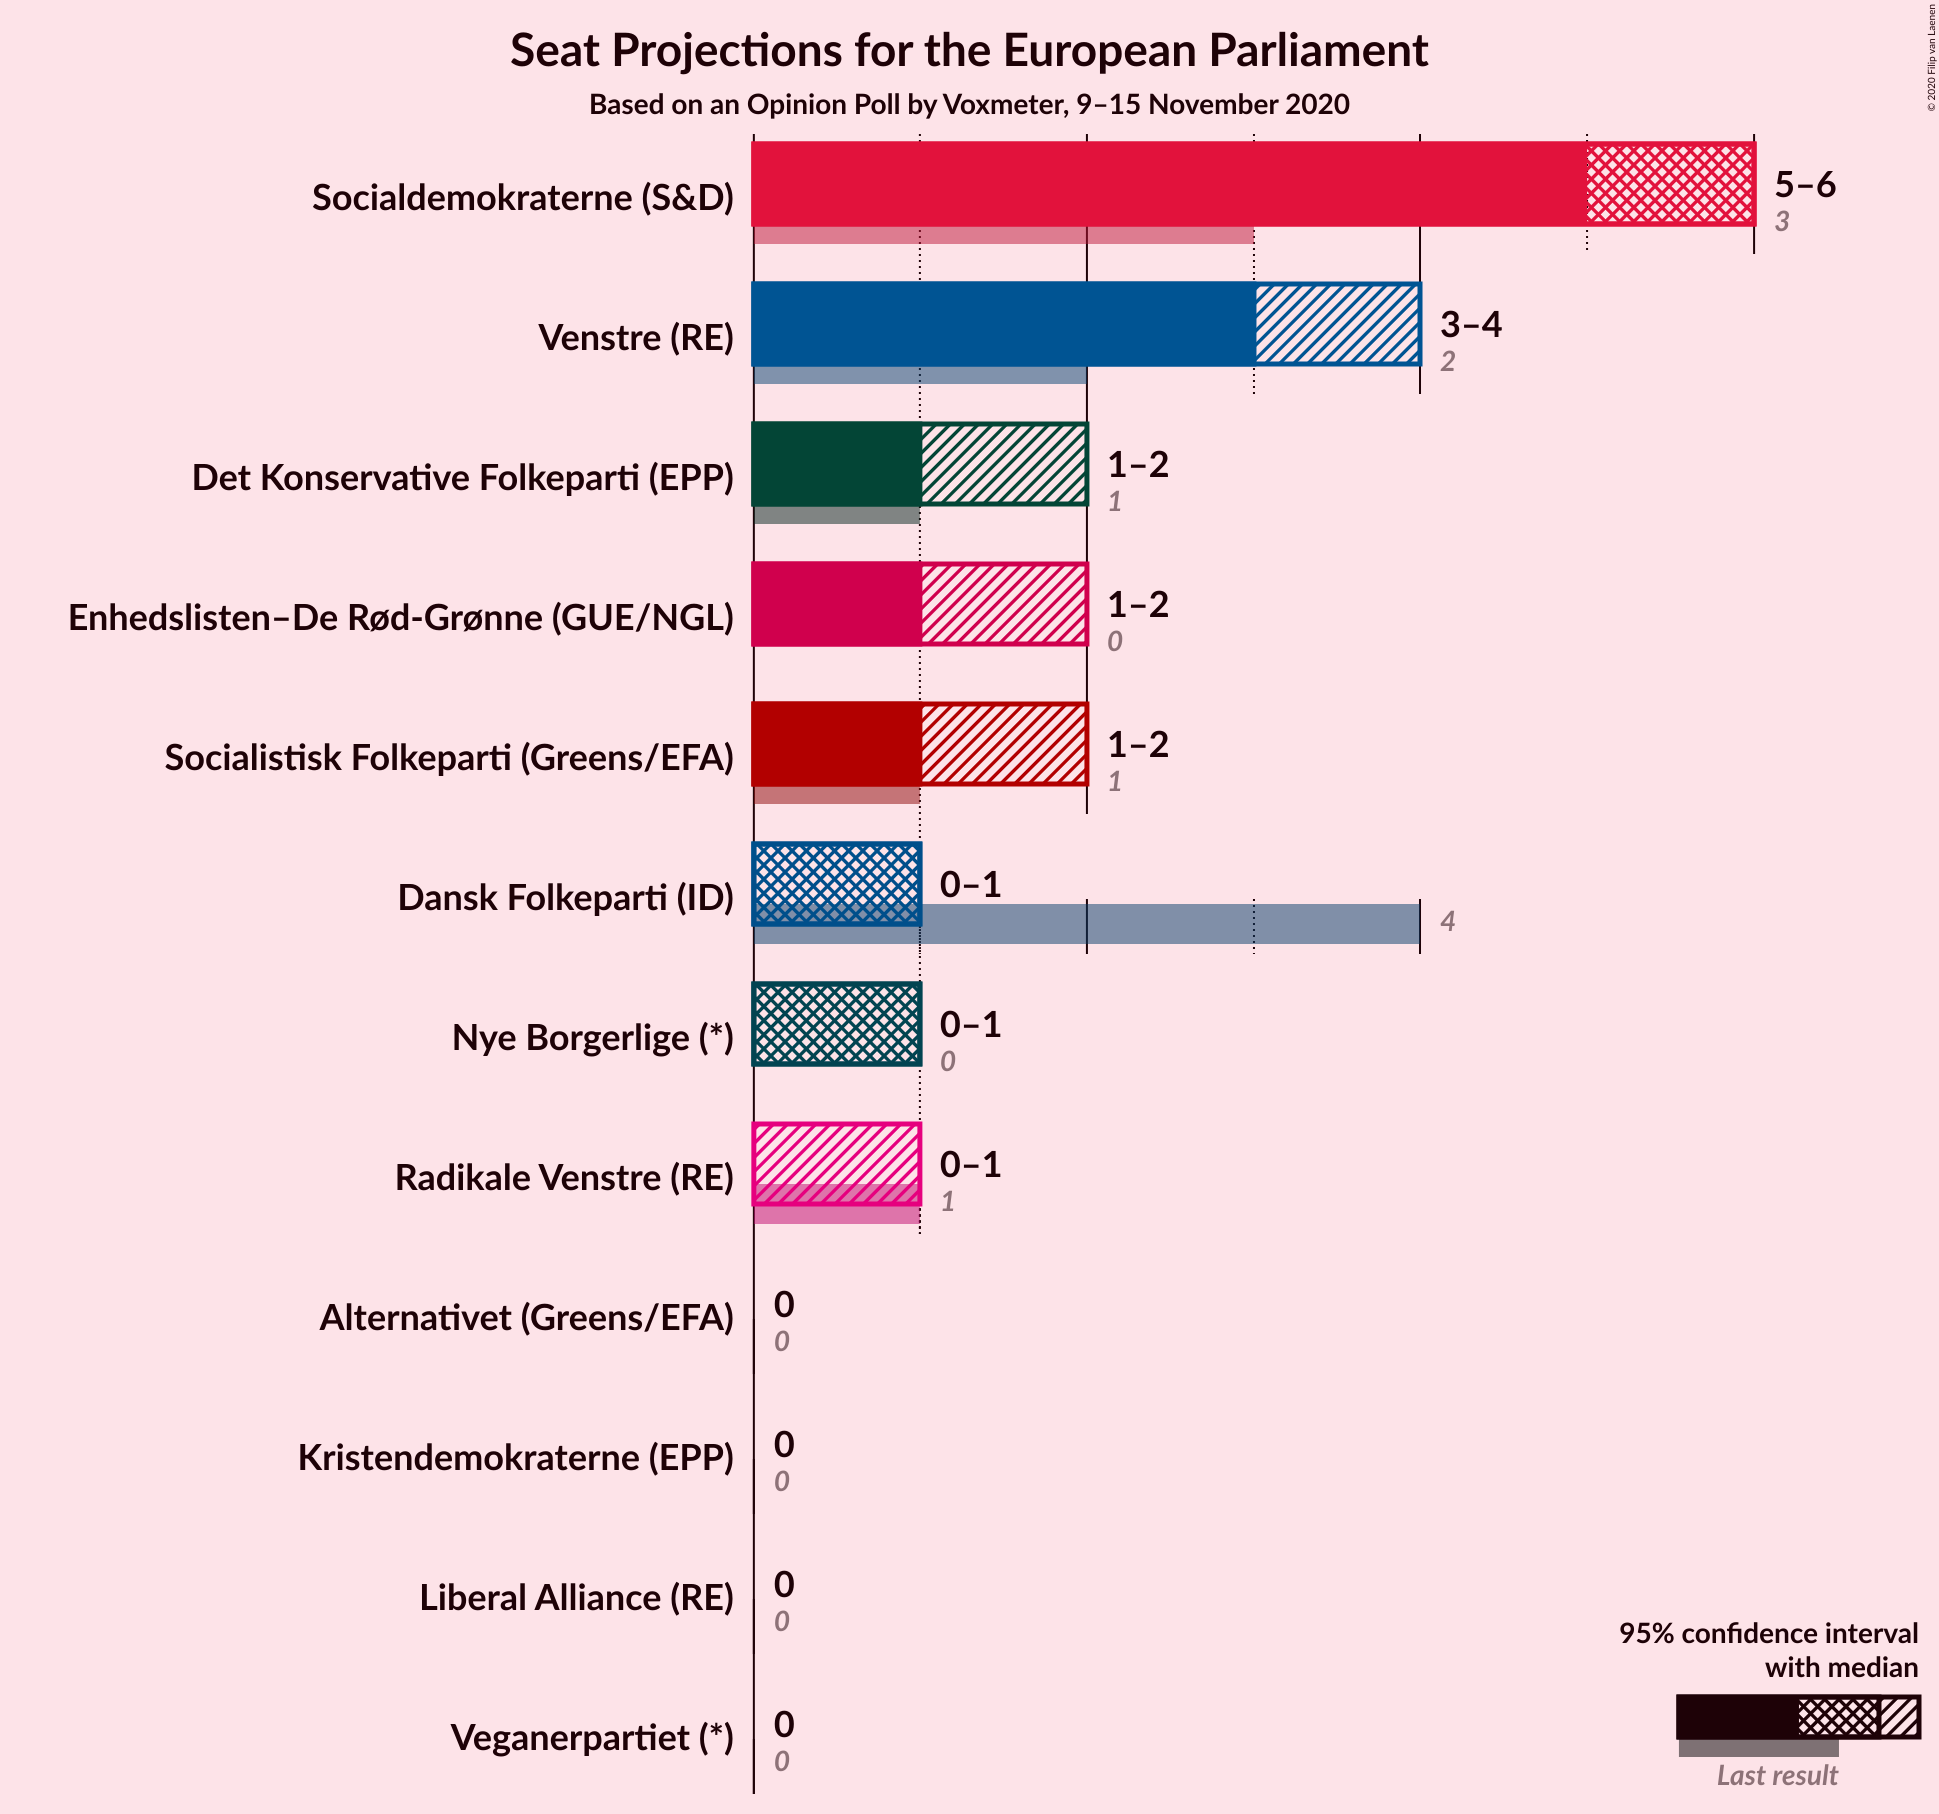 Seat Projections for the European Parliament
Based on an Opinion Poll by Voxmeter, 9–15 November 2020
© 2020 Filip van Laenen
Socialdemokraterne (S&D)
5–6
3
Venstre (RE)
3–4
2
Det Konservative Folkeparti (EPP)
1–2
1
Enhedslisten–De Rød-Grønne (GUE/NGL)
1–2
0
Socialistisk Folkeparti (Greens/EFA)
1–2
1
Dansk Folkeparti (ID)
0–1
4
Nye Borgerlige (*)
0–1
0
Radikale Venstre (RE)
0–1
1
Alternativet (Greens/EFA)
0
0
Kristendemokraterne (EPP)
0
0
Liberal Alliance (RE)
0
0
Veganerpartiet (*)
0
0
95% confidence interval
with median
Last result